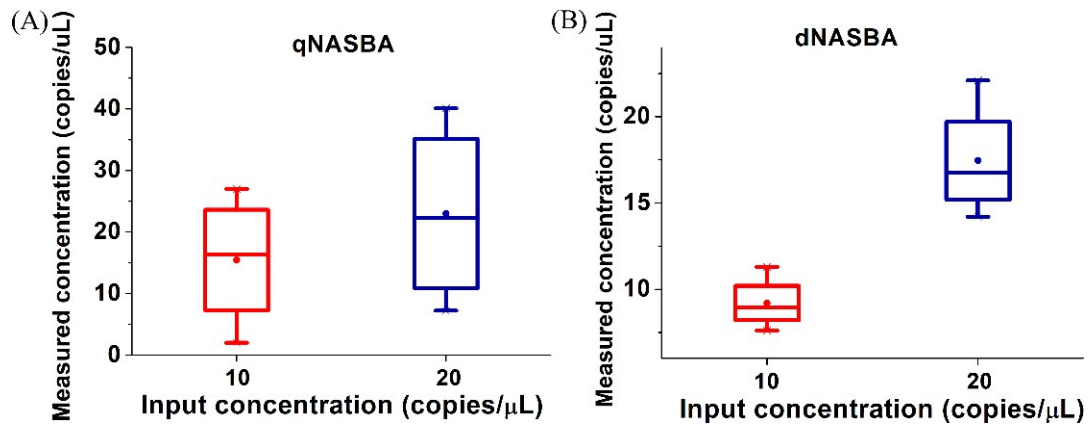 (A)
qNASBA
Measured concentration (copies/uL)
50
40
30
20
10
0
10
20
Input concentration (copies/μL)
(B)
dNASBA
Measured concentration (copies/uL)
20
15
10
10
20
Input concentration (copies/μL)